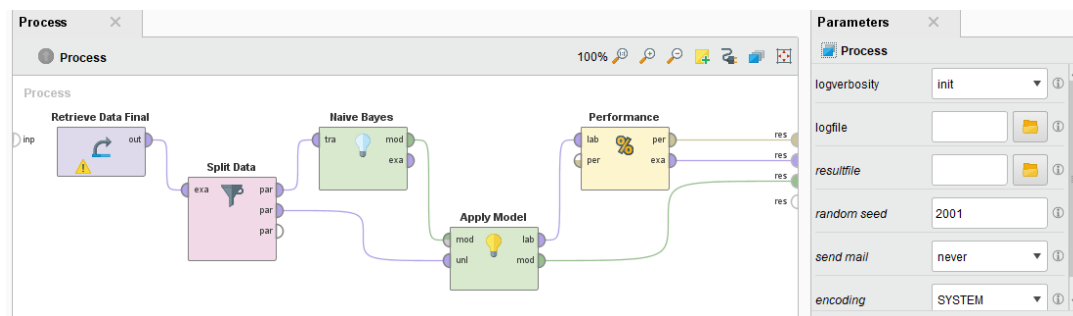 Process
Process
100%
Process
inp
Retrieve Data Final
out
Split Data
exa
par
par
par
Naive Bayes
tra
mod
exa
Apply Model
mod
lab
unl
mod
Performance
lab
per
%
per
exa
res
res
res
res
Parameters
Process
logverbosity
init
logfile
resultfile
random seed
2001
send mail
never
encoding
SYSTEM